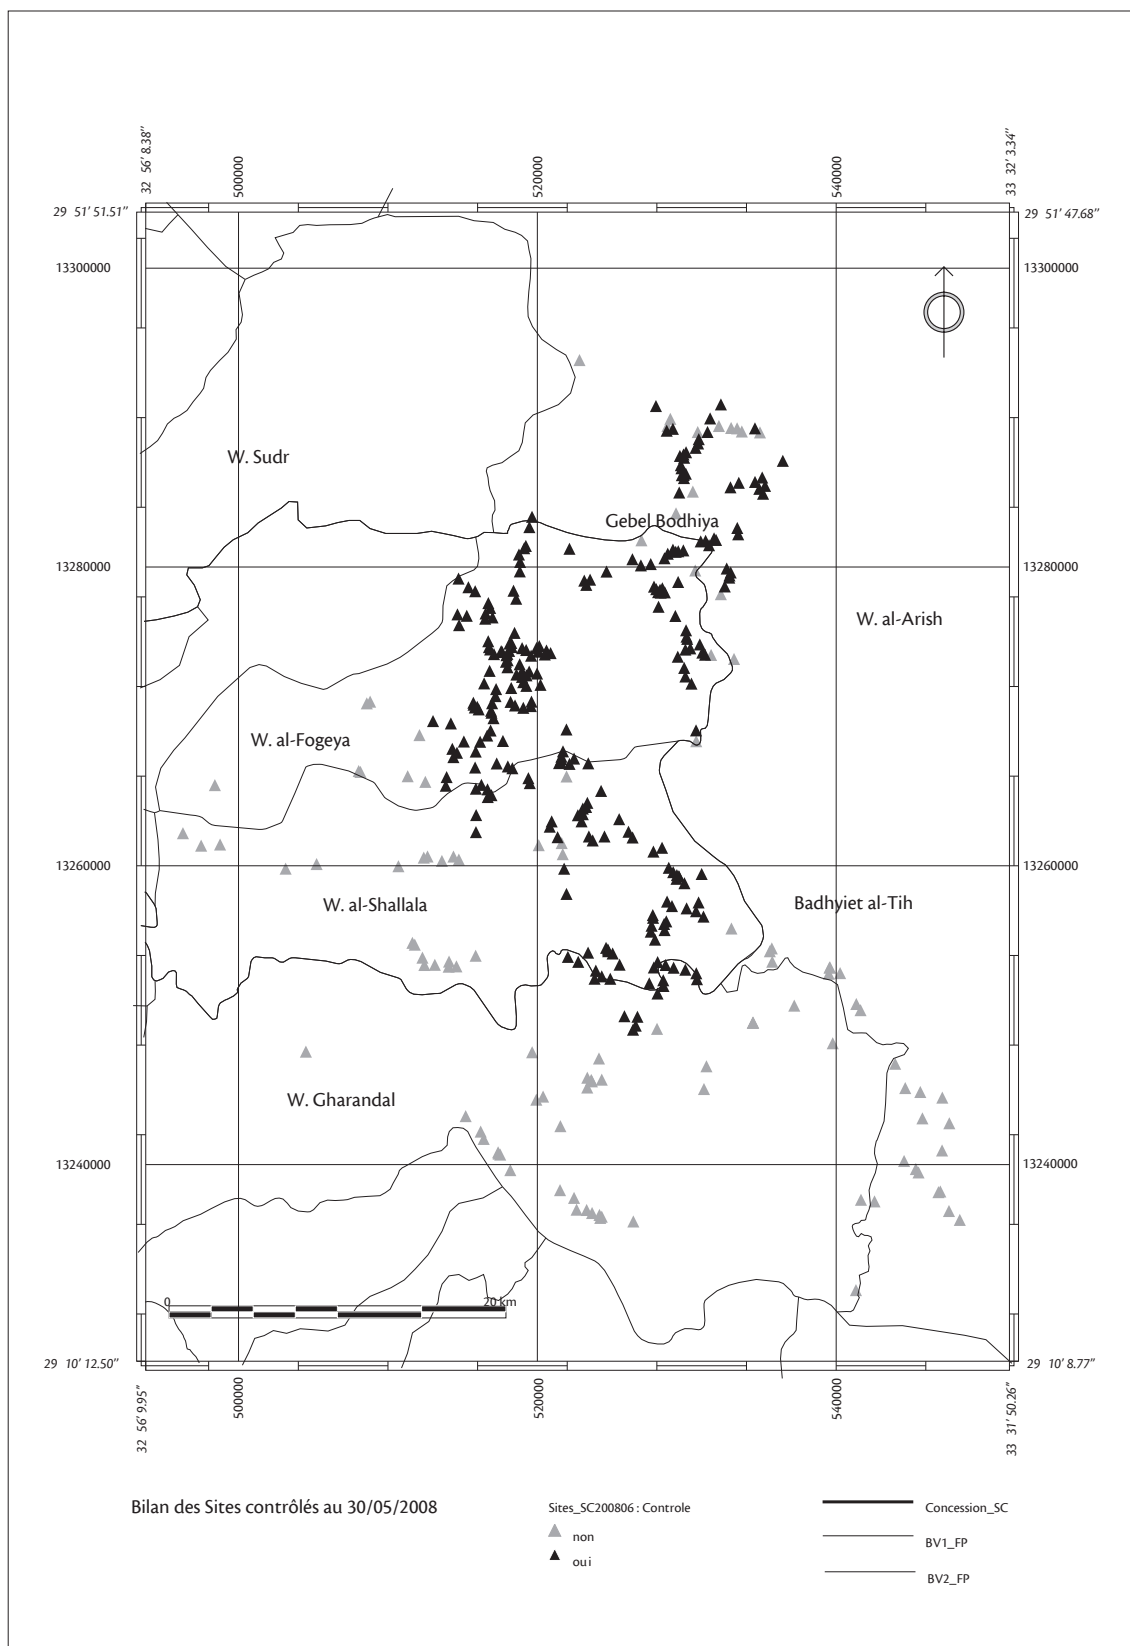 32 56' 8.38"
500000
520000
540000
33 32' 3.34"
29 51' 51.51"
29 51' 47.68"
13300000
13300000
W. Sudr
Gebel Bodhiya
13280000
13280000
W. al-Arish
W. al-Fogeya
13260000
13260000
W. al-Shallala
Badhyiet al-Tih
W. Gharandal
13240000
13240000
0
20 km
29 10' 12.50"
29 10' 8.77"
32 56' 9.95"
500000
520000
540000
33 31' 50.26"
Bilan des Sites contrôlés au 30/05/2008
Sites_SC200806 : Controle
non
oui
Concession_SC
BV1_FP
BV2_FP